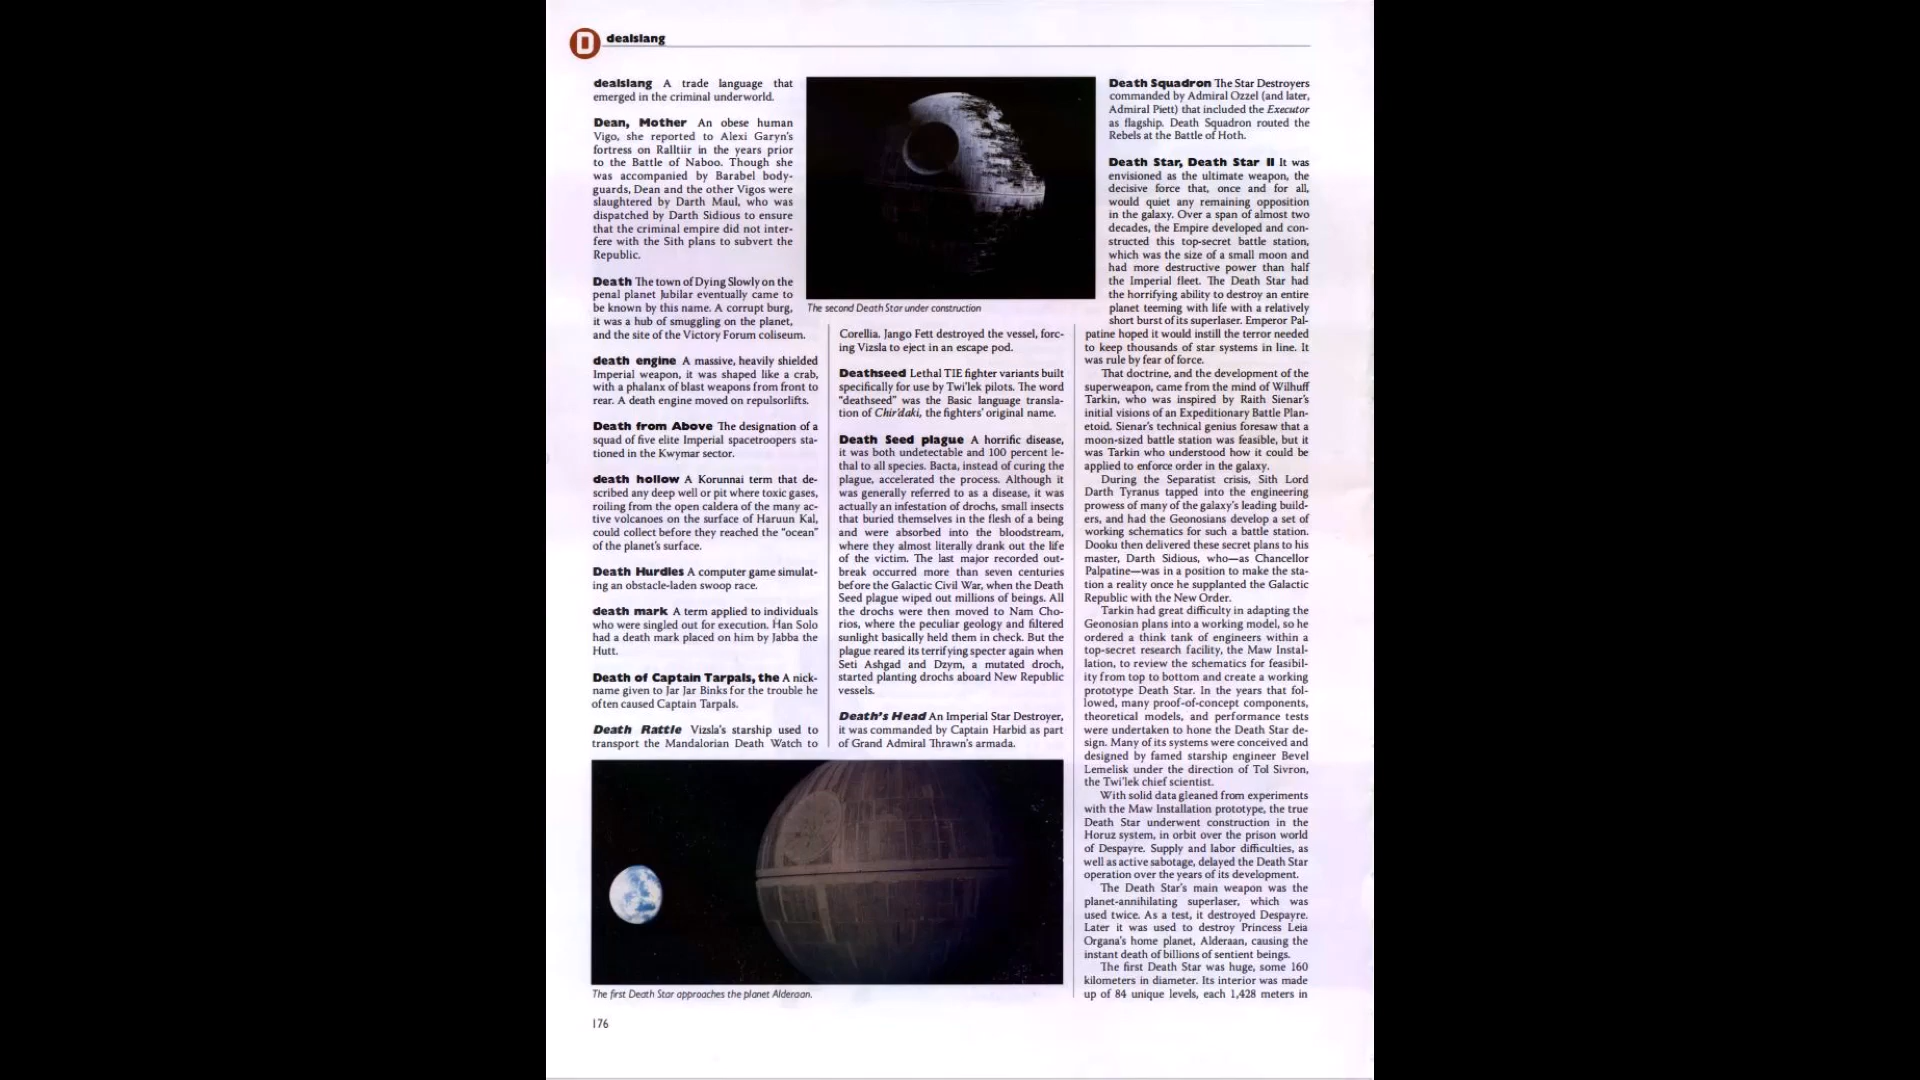 D dealslang
dealslang A trade language that
emerged in the criminal underworld.
Dean, Mother An obese human
Vigo, she reported to Alexi Garyn's
fortress on Ralltiir in the years prior
to the Battle of Naboo. Though she
was accompanied by Barabel body-
guards, Dean and the other Vigos were
slaughtered by Darth Maul, who was
dispatched by Darth Sidious to ensure
that the criminal empire did not inter-
fere with the Sith plans to subvert the
Republic.
Death The town of Dying Slowly on the
penal planet Jubilar eventually came to
be known by this name. A corrupt burg,
it was a hub of smuggling on the planet,
and the site of the Victory Forum coliseum.
death engine A massive, heavily shielded
Imperial weapon, it was shaped like a crab,
with a phalanx of blast weapons from front to
rear. A death engine moved on repulsorlifts.
Death from Above The designation of a
squad of five elite Imperial spacetroopers sta-
tioned in the Kwymar sector.
death hollow A Korunnai term that de-
scribed any deep well or pit where toxic gases,
roiling from the open caldera of the many ac-
tive volcanoes on the surface of Haruun Kal,
could collect before they reached the "ocean"
of the planet's surface.
Death Hurdles A computer game simulat-
ing an obstacle-laden swoop race.
death mark A term applied to individuals
who were singled out for execution. Han Solo
had a death mark placed on him by Jabba the
Hutt.
Death of Captain Tarpals, the A nick-
name given to Jar Jar Binks for the trouble he
often caused Captain Tarpals.
Death Rattle Vizsla's starship used to
transport the Mandalorian Death Watch to
The second Death Star under construction
Corellia. Jango Fett destroyed the vessel, forc-
ing Vizsla to eject in an escape pod.
Deathseed Lethal TIE fighter variants built
specifically for use by Twi'lek pilots. The word
"deathseed" was the Basic language transla-
tion of Chir'daki, the fighters' original name.
Death Seed plague A horrific disease,
it was both undetectable and 100 percent le-
thal to all species. Bacta, instead of curing the
plague, accelerated the process. Although it
was generally referred to as a disease, it was
actually an infestation of drochs, small insects
that buried themselves in the flesh of a being
and were absorbed into the bloodstream,
where they almost literally drank out the life
of the victim. The last major recorded out-
break occurred more than seven centuries
before the Galactic Civil War, when the Death
Seed plague wiped out millions of beings. All
the drochs were then moved to Nam Cho-
rios, where the peculiar geology and filtered
sunlight basically held them in check. But the
plague reared its terrifying specter again when
Seti Ashgad and Dzym, a mutated droch,
started planting drochs aboard New Republic
vessels.
Death's Head An Imperial Star Destroyer,
it was commanded by Captain Harbid as part
of Grand Admiral Thrawn's armada.
The first Death Star approaches the planet Alderaan.
Death Squadron The Star Destroyers
commanded by Admiral Ozzel (and later,
Admiral Piett) that included the Executor
as flagship. Death Squadron routed the
Rebels at the Battle of Hoth.
Death Star, Death Star II It was
envisioned as the ultimate weapon, the
decisive force that, once and for all,
would quiet any remaining opposition
in the galaxy. Over a span of almost two
decades, the Empire developed and con-
structed this top-secret battle station,
which was the size of a small moon and
had more destructive power than half
the Imperial fleet. The Death Star had
the horrifying ability to destroy an entire
planet teeming with life with a relatively
short burst of its superlaser. Emperor Pal-
patine hoped it would instill the terror needed
to keep thousands of star systems in line. It
was rule by fear of force.
That doctrine, and the development of the
superweapon, came from the mind of Wilhuff
Tarkin, who was inspired by Raith Sienar's
initial visions of an Expeditionary Battle Plan-
etoid. Sienar's technical genius foresaw that a
moon-sized battle station was feasible, but it
was Tarkin who understood how it could be
applied to enforce order in the galaxy.
During the Separatist crisis, Sith Lord
Darth Tyranus tapped into the engineering
prowess of many of the galaxy's leading build-
ers, and had the Geonosians develop a set of
working schematics for such a battle station.
Dooku then delivered these secret plans to his
master, Darth Sidious, who—as Chancellor
Palpatine—was in a position to make the sta-
tion a reality once he supplanted the Galactic
Republic with the New Order.
Tarkin had great difficulty in adapting the
Geonosian plans into a working model, so he
ordered a think tank of engineers within a
top-secret research facility, the Maw Instal-
lation, to review the schematics for feasibil-
ity from top to bottom and create a working
prototype Death Star. In the years that fol-
lowed, many proof-of-concept components,
theoretical models, and performance tests
were undertaken to hone the Death Star de-
sign. Many of its systems were conceived and
designed by famed starship engineer Bevel
Lemelisk under the direction of Tol Sivron,
the Twi'lek chief scientist.
With solid data gleaned from experiments
with the Maw Installation prototype, the true
Death Star underwent construction in the
Horuz system, in orbit over the prison world
of Despayre. Supply and labor difficulties, as
well as active sabotage, delayed the Death Star
operation over the years of its development.
The Death Star's main weapon was the
planet-annihilating superlaser, which was
used twice. As a test, it destroyed Despayre.
Later it was used to destroy Princess Leia
Organa's home planet, Alderaan, causing the
instant death of billions of sentient beings.
The first Death Star was huge, some 160
kilometers in diameter. Its interior was made
up of 84 unique levels, each 1,428 meters in
176